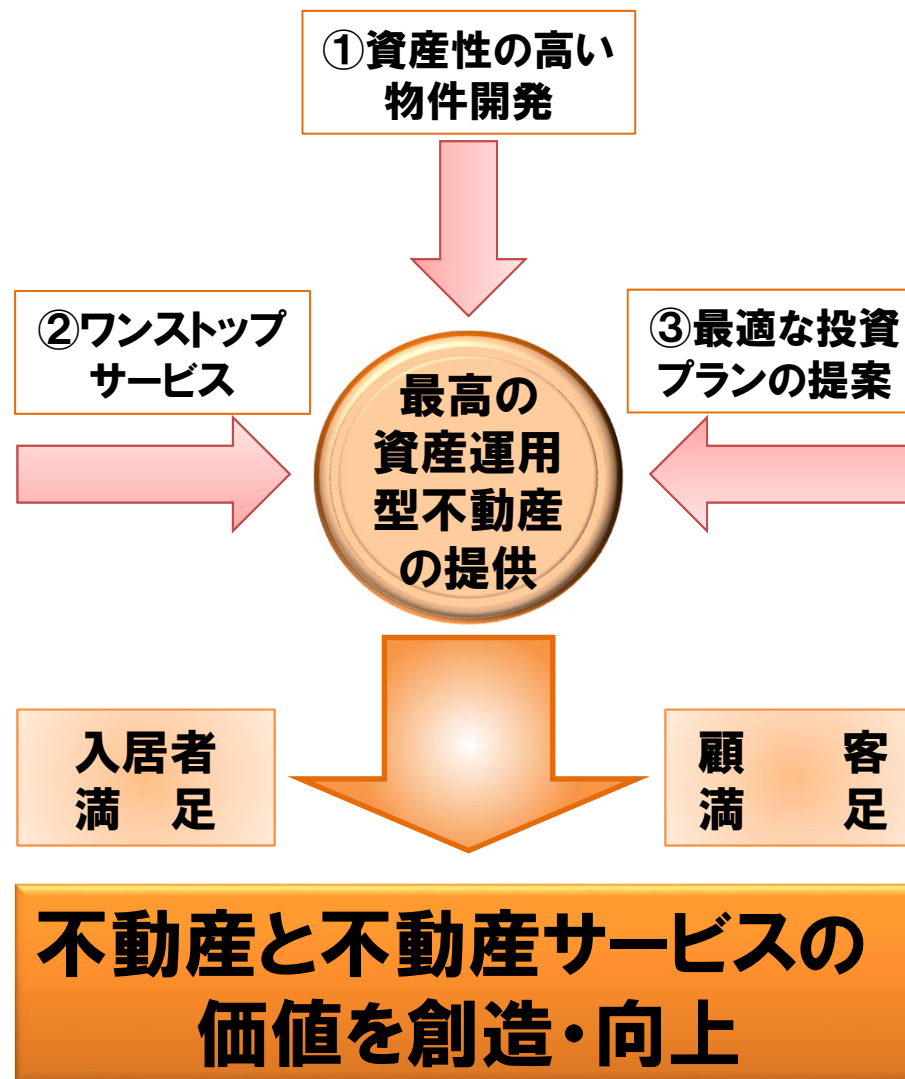 ①資産性の高い
物件開発
②ワンストップ
サービス
③最適な投資
プランの提案
最高の
資産運用
型不動産
の提供
入居者
満　足
顧　　客
満　　足
不動産と不動産サービスの
価値を創造・向上